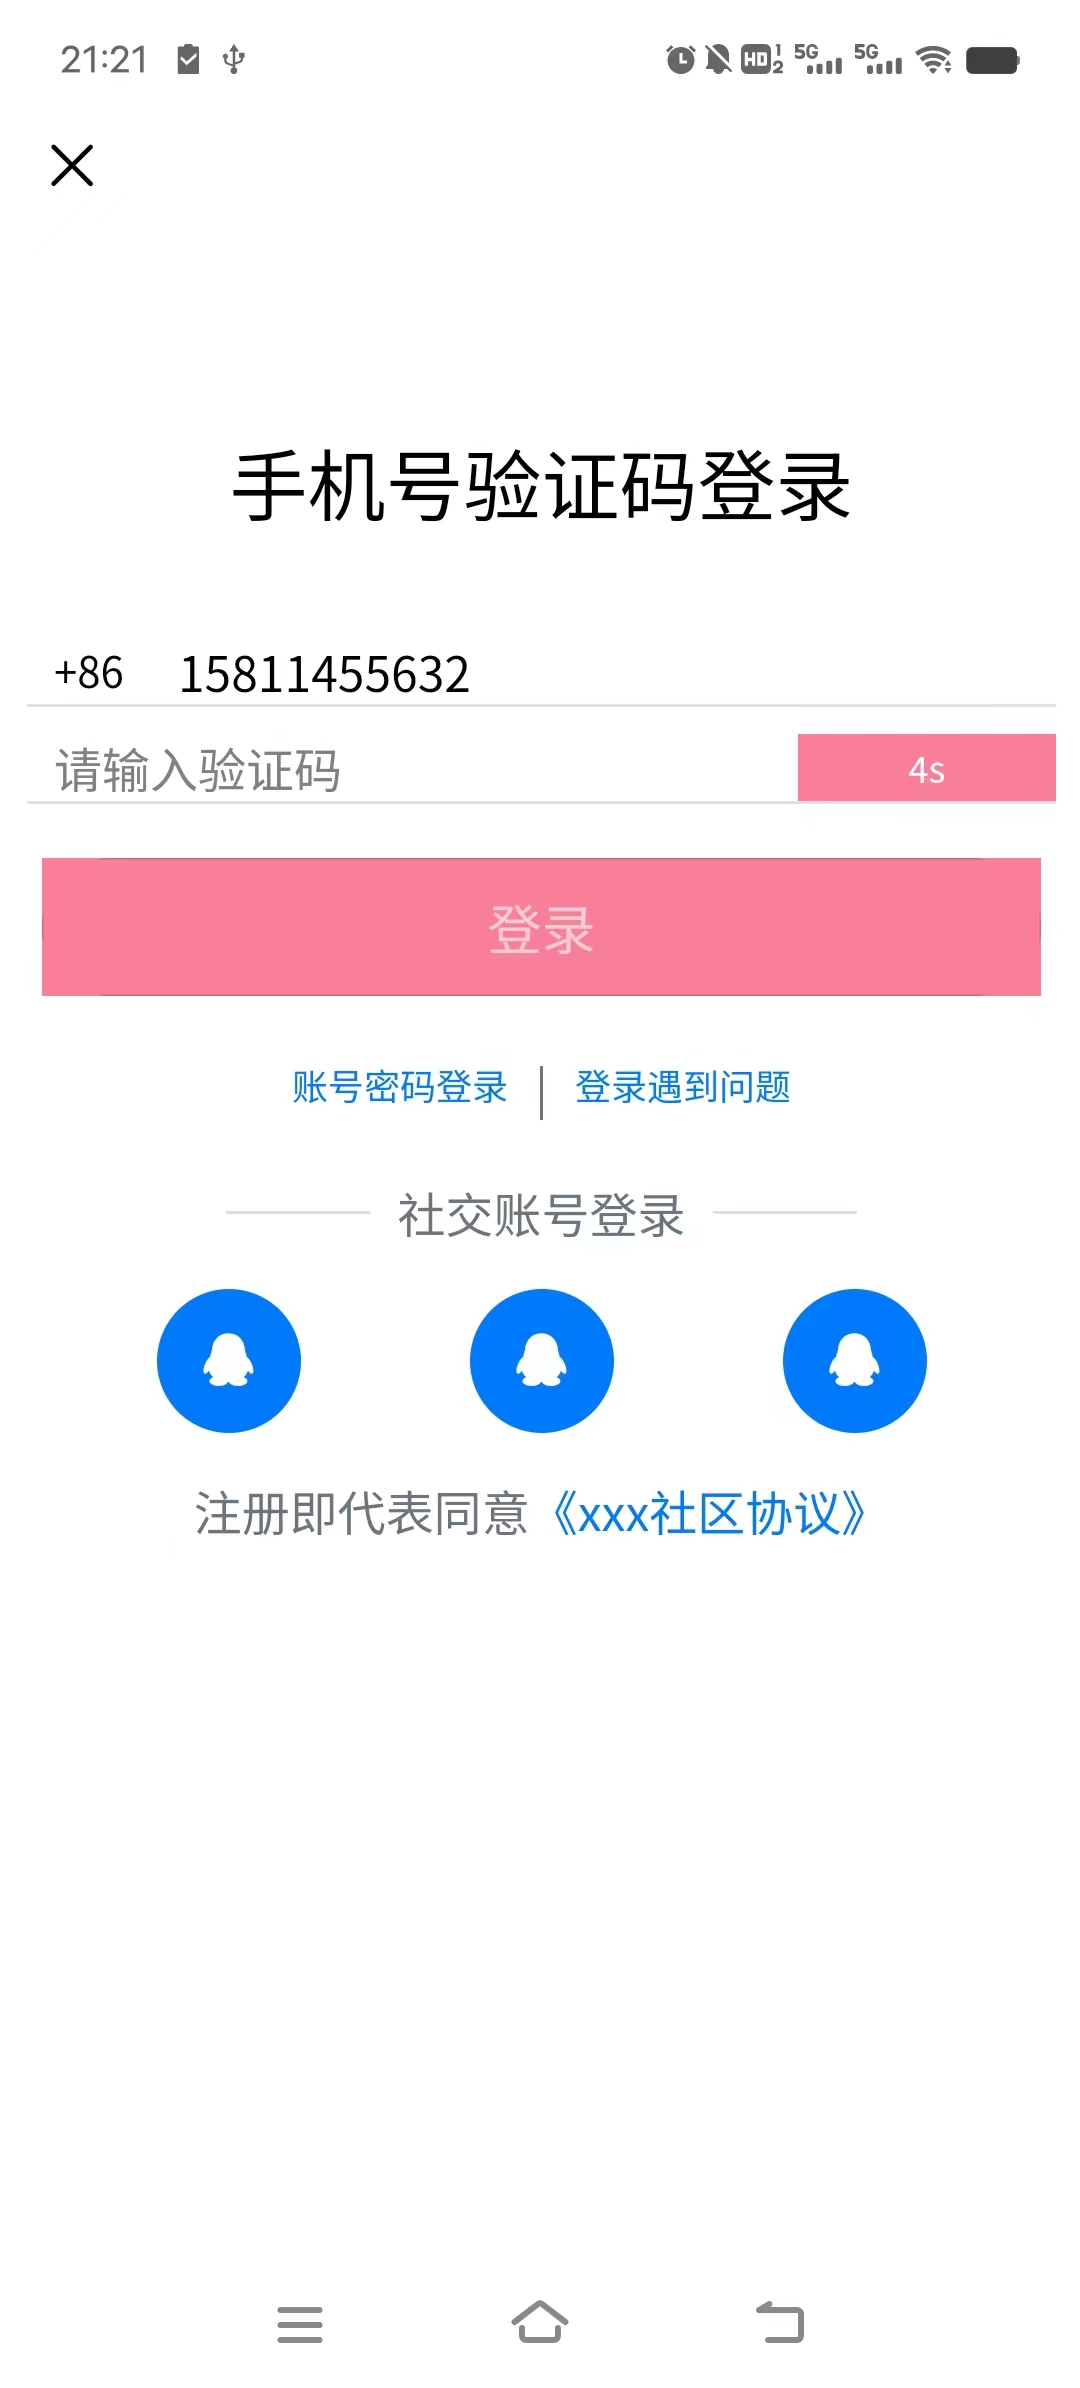 21:21 HD 1 2 5G 5G
手机号验证码登录
+86 15811455632
请输入验证码 4s
登录
账号密码登录 | 登录遇到问题
社交账号登录
注册即代表同意《xxx社区协议》